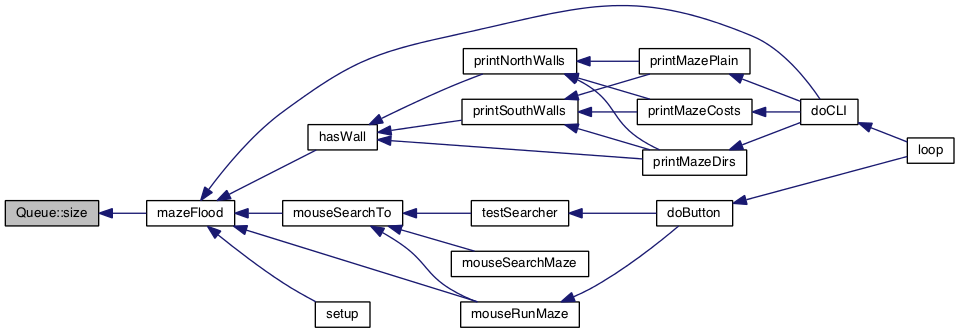 printNorthWalls
printMazePlain
printSouthWalls
printMazeCosts
doCLI
hasWall
loop
printMazeDirs
Queue::size
mazeFlood
mouseSearchTo
testSearcher
doButton
mouseSearchMaze
setup
mouseRunMaze